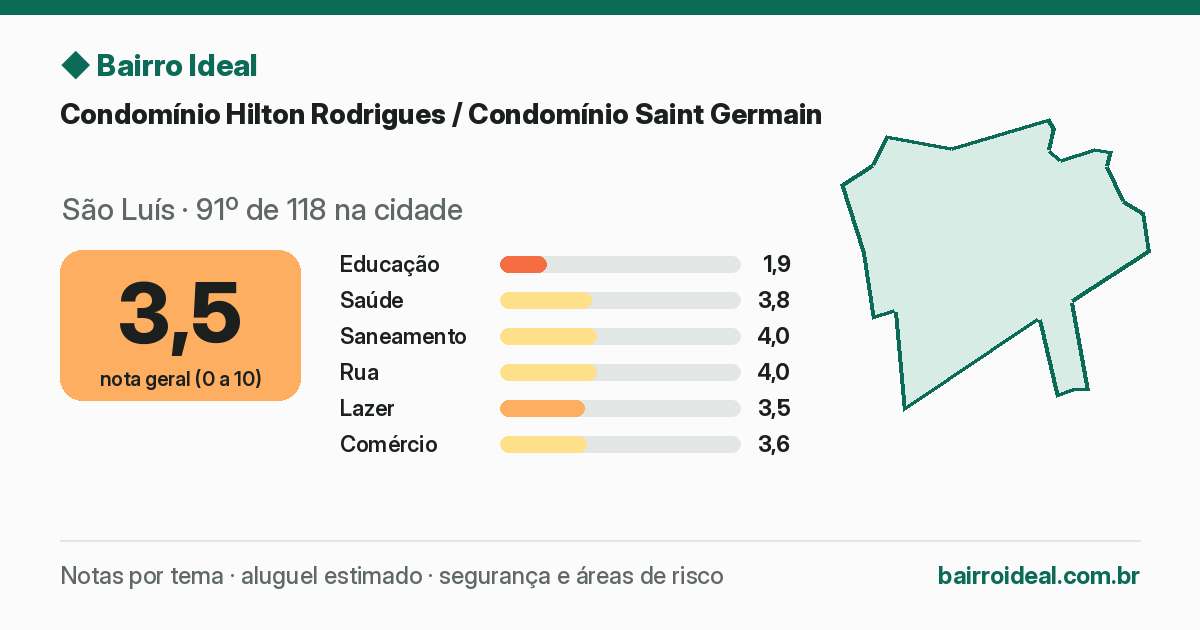 Bairro Ideal
Condomínio Hilton Rodrigues / Condomínio Saint Germain
São Luís · 91º de 118 na cidade
3,5
nota geral (0 a 10)
Educação 1,9
Saúde 3,8
Saneamento 4,0
Rua 4,0
Lazer 3,5
Comércio 3,6
Notas por tema · aluguel estimado · segurança e áreas de risco
bairroideal.com.br